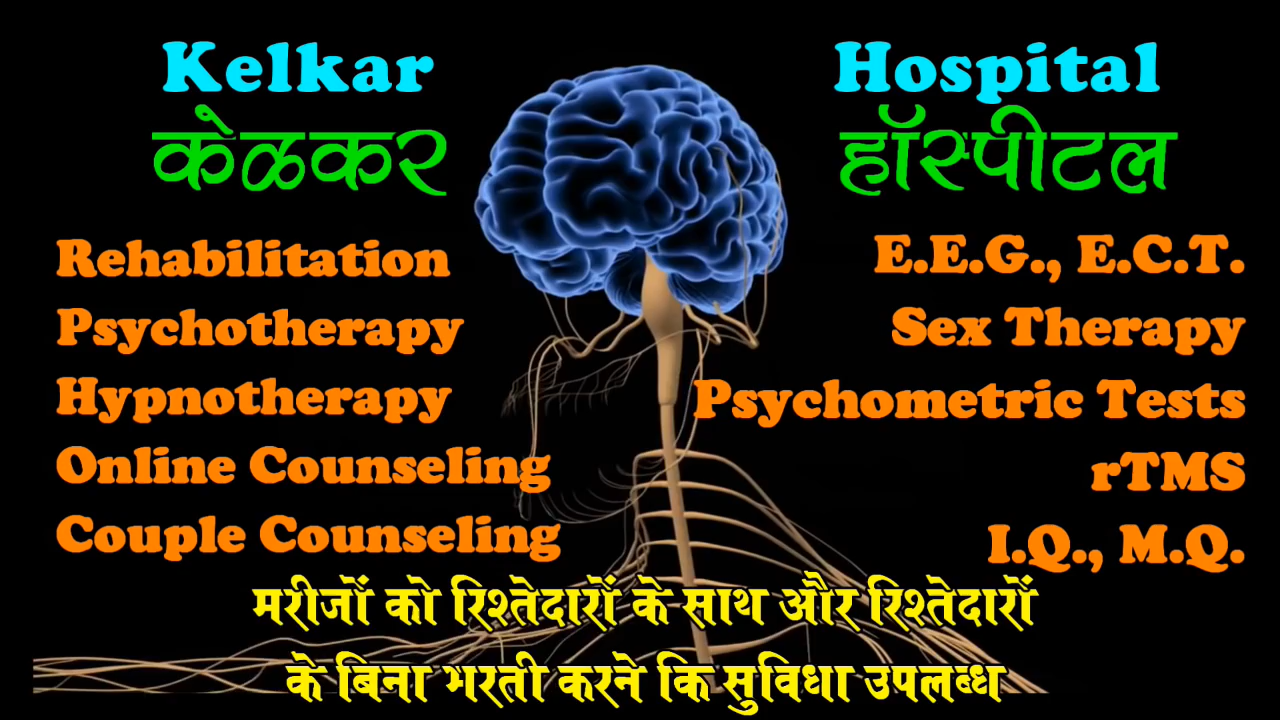 Kelkar Hospital
केळकर हॉस्पीटल
Rehabilitation
Psychotherapy
Hypnotherapy
Online Counseling
Couple Counseling
E.E.G., E.C.T.
Sex Therapy
Psychometric Tests
rTMS
I.Q., M.Q.
मरीजों को रिश्तेदारों के साथ और रिश्तेदारों
के बिना भरती करने कि सुविधा उपलब्ध